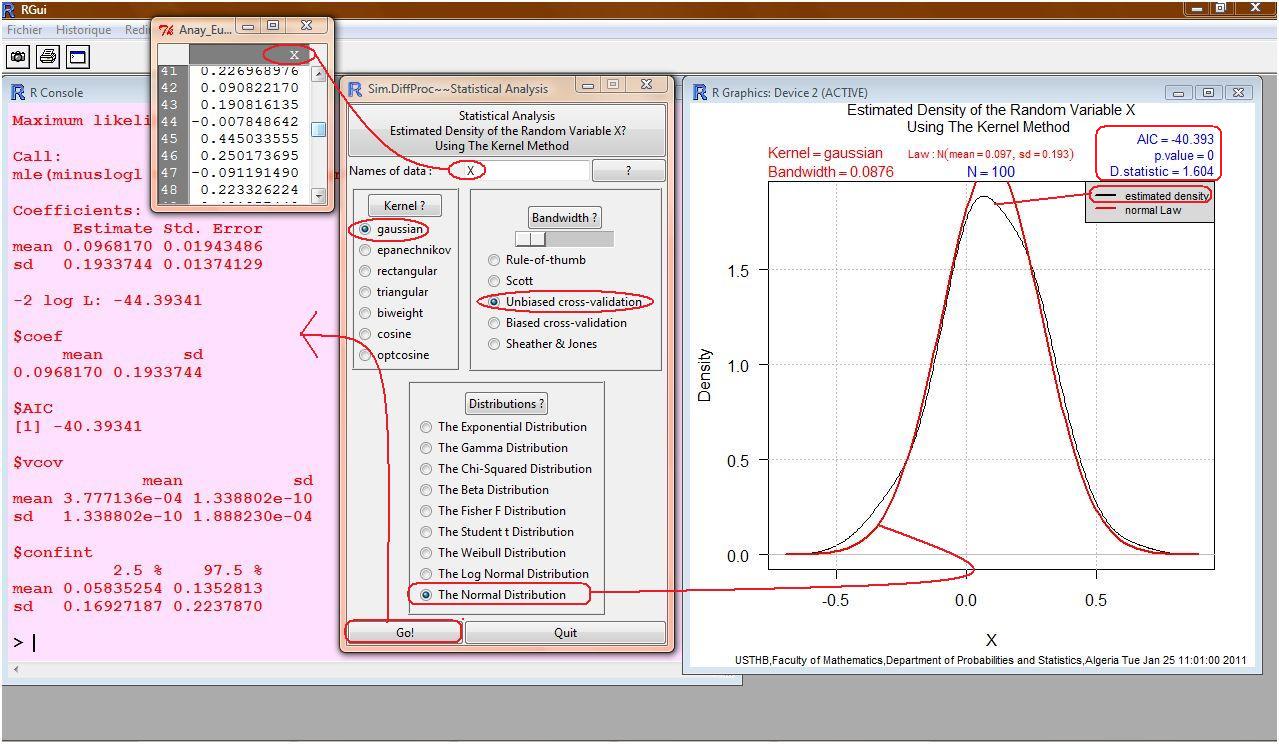 RGui
Fichier Historique Redi
Anay_Eu...
X
41 0.226968976
42 0.090822170
43 0.190816135
44 -0.007848642
45 0.445033555
46 0.250173695
47 -0.091191490
48 0.223326224
R Console
Maximum likeli
Call:
mle(minuslogl
Coefficients:
Estimate Std. Error
mean 0.0968170 0.01943486
sd 0.1933744 0.01374129
-2 log L: -44.39341
$coef
mean sd
0.0968170 0.1933744
$AIC
[1] -40.39341
$vcov
mean sd
mean 3.777136e-04 1.338802e-10
sd 1.338802e-10 1.888230e-04
$confint
2.5 % 97.5 %
mean 0.05835254 0.1352813
sd 0.16927187 0.2237870
>
Sim.DiffProc~~Statistical Analysis
Statistical Analysis
Estimated Density of the Random Variable X?
Using The Kernel Method
Names of data : X ?
Kernel ?
gaussian
epanechnikov
rectangular
triangular
biweight
cosine
optcosine
Bandwidth ?
Rule-of-thumb
Scott
Unbiased cross-validation
Biased cross-validation
Sheather & Jones
Distributions ?
The Exponential Distribution
The Gamma Distribution
The Chi-Squared Distribution
The Beta Distribution
The Fisher F Distribution
The Student t Distribution
The Weibull Distribution
The Log Normal Distribution
The Normal Distribution
Go! Quit
R Graphics: Device 2 (ACTIVE)
Estimated Density of the Random Variable X
Using The Kernel Method
Kernel = gaussian
Bandwidth = 0.0876
Law : N(mean = 0.097, sd = 0.193)
N = 100
AIC = -40.393
p.value = 0
D.statistic = 1.604
estimated density
normal Law
Density
1.5
1.0
0.5
0.0
-0.5 0.0 0.5
X
USTHB,Faculty of Mathematics,Department of Probabilities and Statistics,Algeria Tue Jan 25 11:01:00 2011